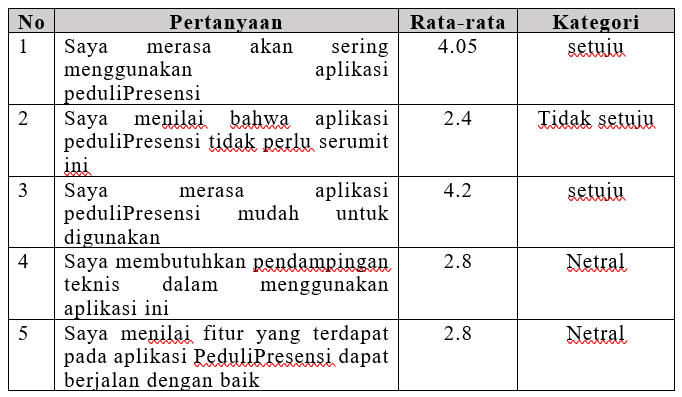 No Pertanyaan Rata-rata Kategori
1 Saya merasa akan sering 4.05 setuju
menggunakan aplikasi
peduliPresensi
2 Saya menilai bahwa aplikasi 2.4 Tidak setuju
peduliPresensi tidak perlu serumit
ini
3 Saya merasa aplikasi 4.2 setuju
peduliPresensi mudah untuk
digunakan
4 Saya membutuhkan pendampingan 2.8 Netral
teknis dalam menggunakan
aplikasi ini
5 Saya menilai fitur yang terdapat 2.8 Netral
pada aplikasi PeduliPresensi dapat
berjalan dengan baik